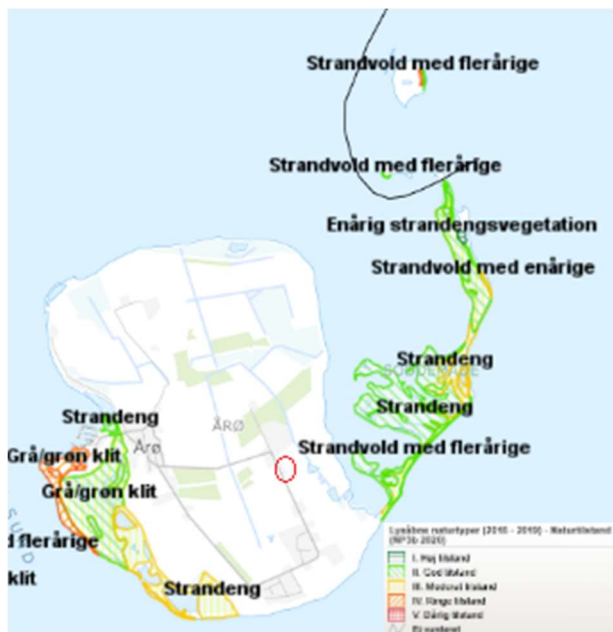 Strandvold med flerårige
Strandvold med flerårige
Enårig strandengsvegetation
Strandvold med enårige
Strandeng
Strandeng
Strandeng
ÅRØ
Årø
Strandvold med flerårige
Grå/grøn klit
Grå/grøn klit
flerårige
klit
Strandeng
Lysåbne naturtyper (2016 - 2019) - Naturtilstand
(NP3b 2020)
I. Høj tilstand
II. God tilstand
III. Moderat tilstand
IV. Ringe tilstand
V. Dårlig tilstand